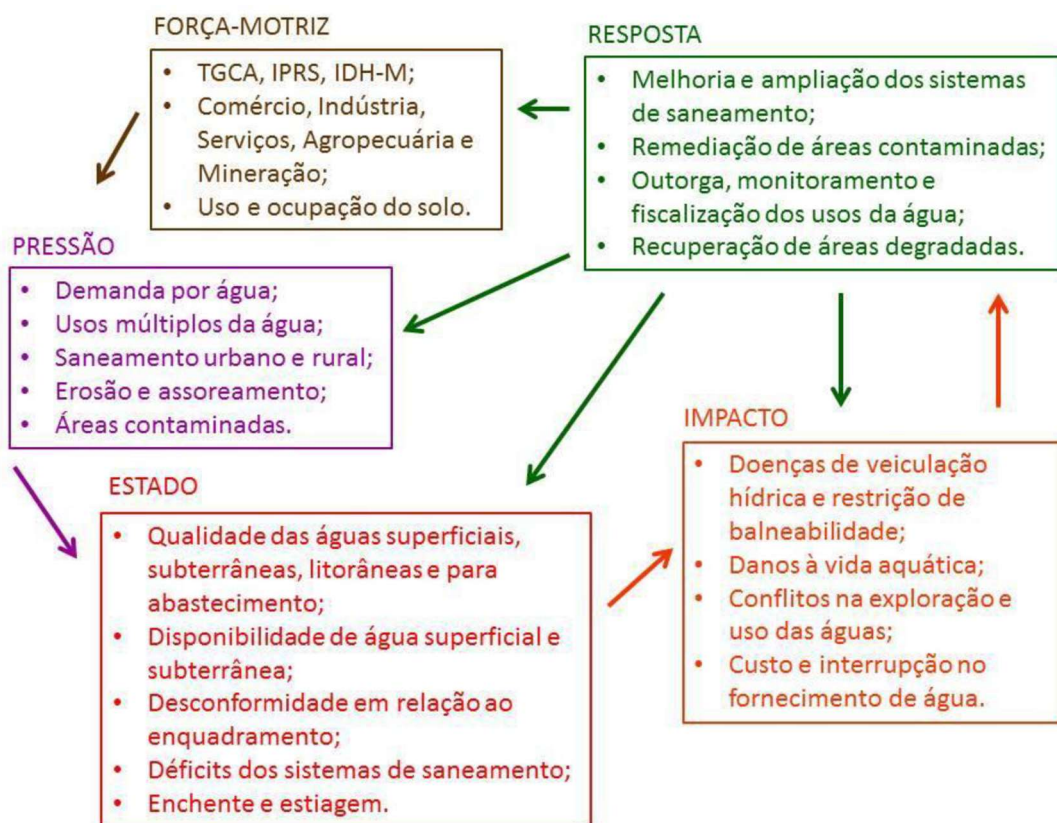 FORÇA-MOTRIZ
• TGCA, IPRS, IDH-M;
• Comércio, Indústria,
Serviços, Agropecuária e
Mineração;
• Uso e ocupação do solo.
RESPOSTA
• Melhoria e ampliação dos sistemas
de saneamento;
• Remediação de áreas contaminadas;
• Outorga, monitoramento e
fiscalização dos usos da água;
• Recuperação de áreas degradadas.
PRESSÃO
• Demanda por água;
• Usos múltiplos da água;
• Saneamento urbano e rural;
• Erosão e assoreamento;
• Áreas contaminadas.
ESTADO
• Qualidade das águas superficiais,
subterrâneas, litorâneas e para
abastecimento;
• Disponibilidade de água superficial e
subterrânea;
• Desconformidade em relação ao
enquadramento;
• Déficits dos sistemas de saneamento;
• Enchente e estiagem.
IMPACTO
• Doenças de veiculação
hídrica e restrição de
balneabilidade;
• Danos à vida aquática;
• Conflitos na exploração e
uso das águas;
• Custo e interrupção no
fornecimento de água.